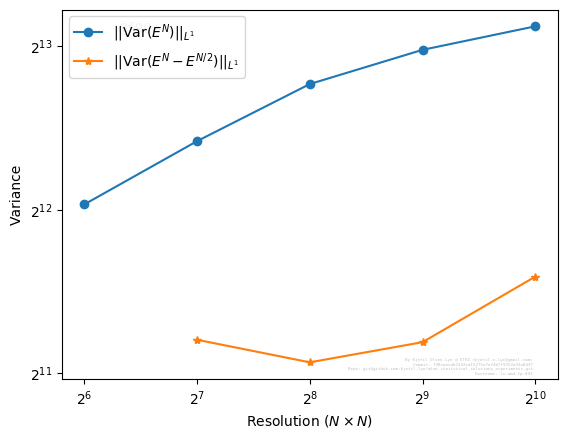 2^13
2^12
2^11
Variance
||Var(E^N)||_{L^1}
||Var(E^N − E^{N/2})||_{L^1}
2^6 2^7 2^8 2^9 2^10
Resolution (N × N)